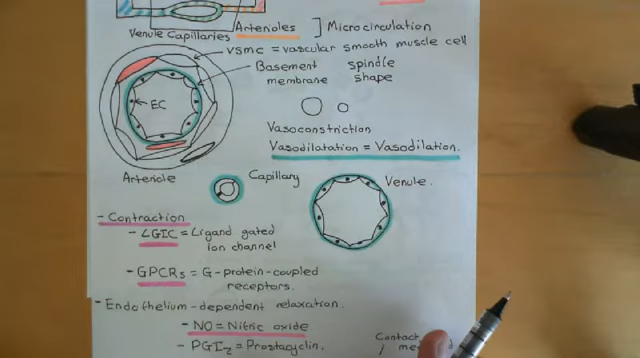 Venule Capillaries Arterioles ] Microcirculation
VSMC = vascular smooth muscle cell
Basement membrane
spindle shape
EC
Vasoconstriction
Vasodilatation = Vasodilation.
Arteriole
Capillary
Venule.
- Contraction
- LGIC = Ligand gated
ion channel
- GPCRs = G-protein-coupled
receptors.
- Endothelium-dependent relaxation.
- NO = Nitric oxide
- PGI2 = Prostacyclin.
Contact